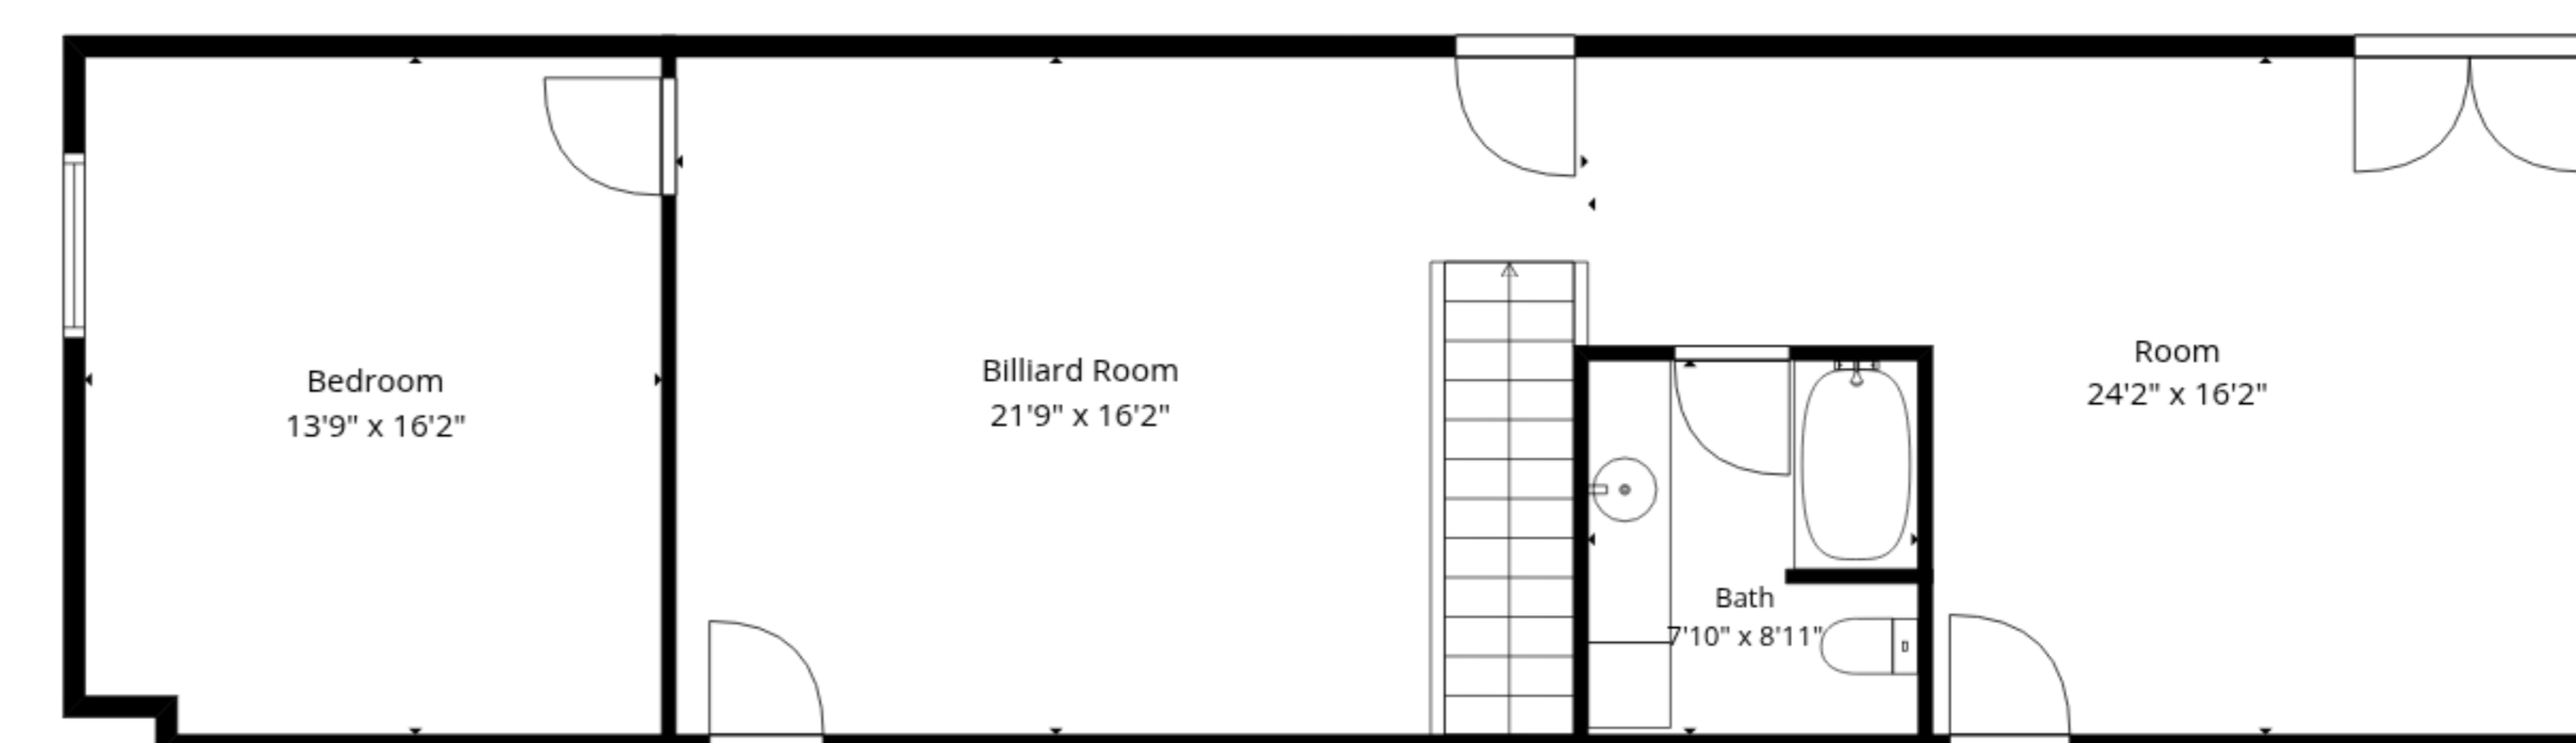 Bedroom
13'9" x 16'2"
Billiard Room
21'9" x 16'2"
Bath
7'10" x 8'11"
Room
24'2" x 16'2"